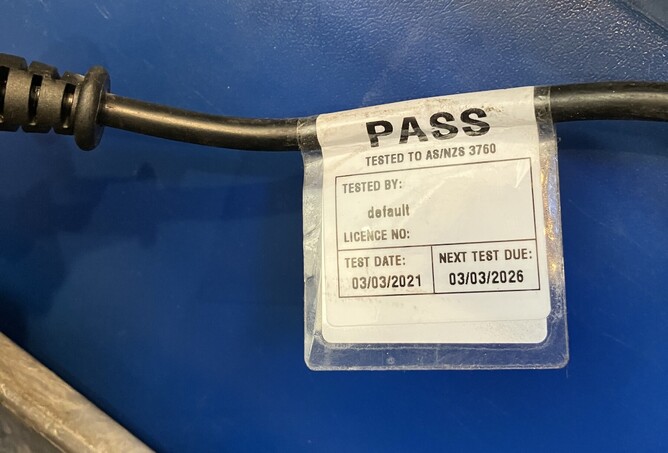 PASS
TESTED TO AS/NZS 3760
TESTED BY:
default
LICENCE NO:
TEST DATE:
03/03/2021
NEXT TEST DUE:
03/03/2026